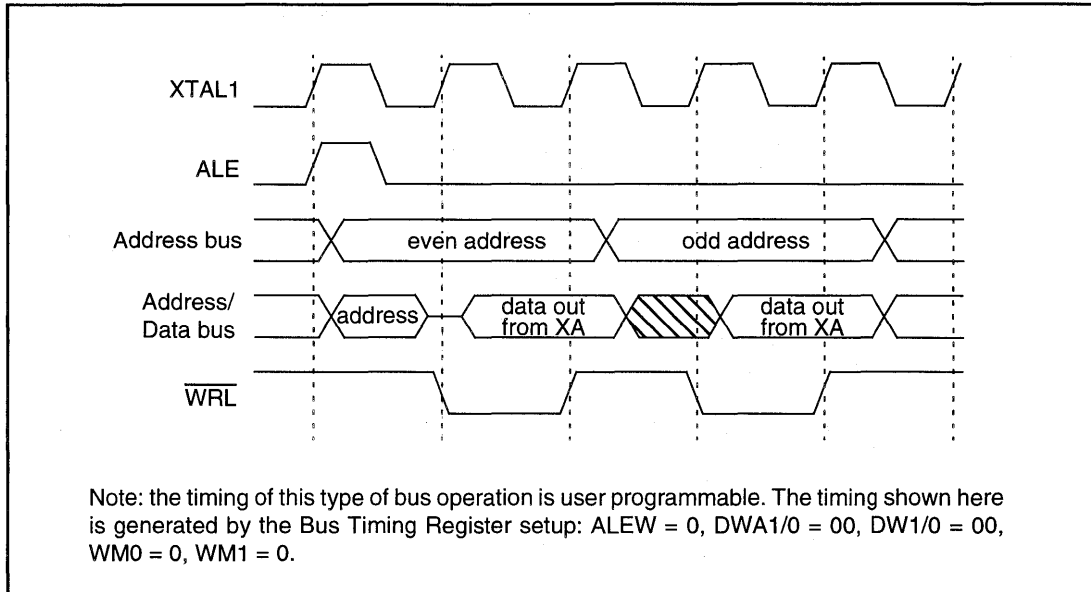 XTAL1
ALE
Address bus
even address
odd address
Address/
Data bus
address
data out
from XA
data out
from XA
WRL
Note: the timing of this type of bus operation is user programmable. The timing shown here
is generated by the Bus Timing Register setup: ALEW = 0, DWA1/0 = 00, DW1/0 = 00,
WM0 = 0, WM1 = 0.